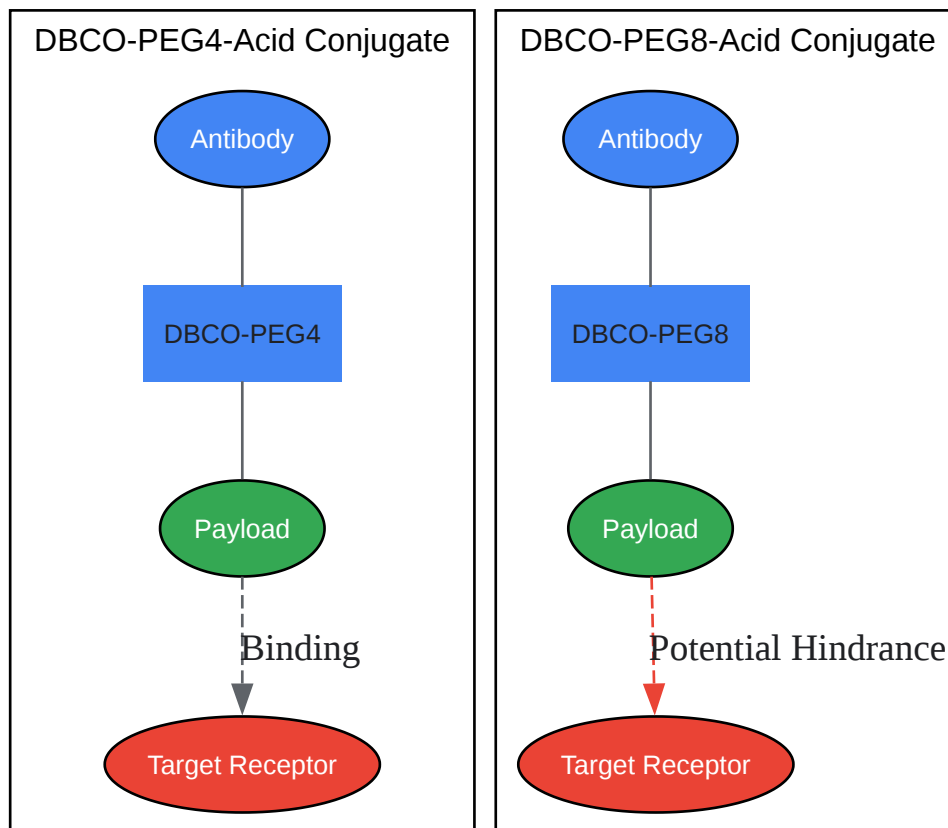 DBCO-PEG4-Acid Conjugate
Antibody
DBCO-PEG4
Payload
Binding
Target Receptor
DBCO-PEG8-Acid Conjugate
Antibody
DBCO-PEG8
Payload
Potential Hindrance
Target Receptor